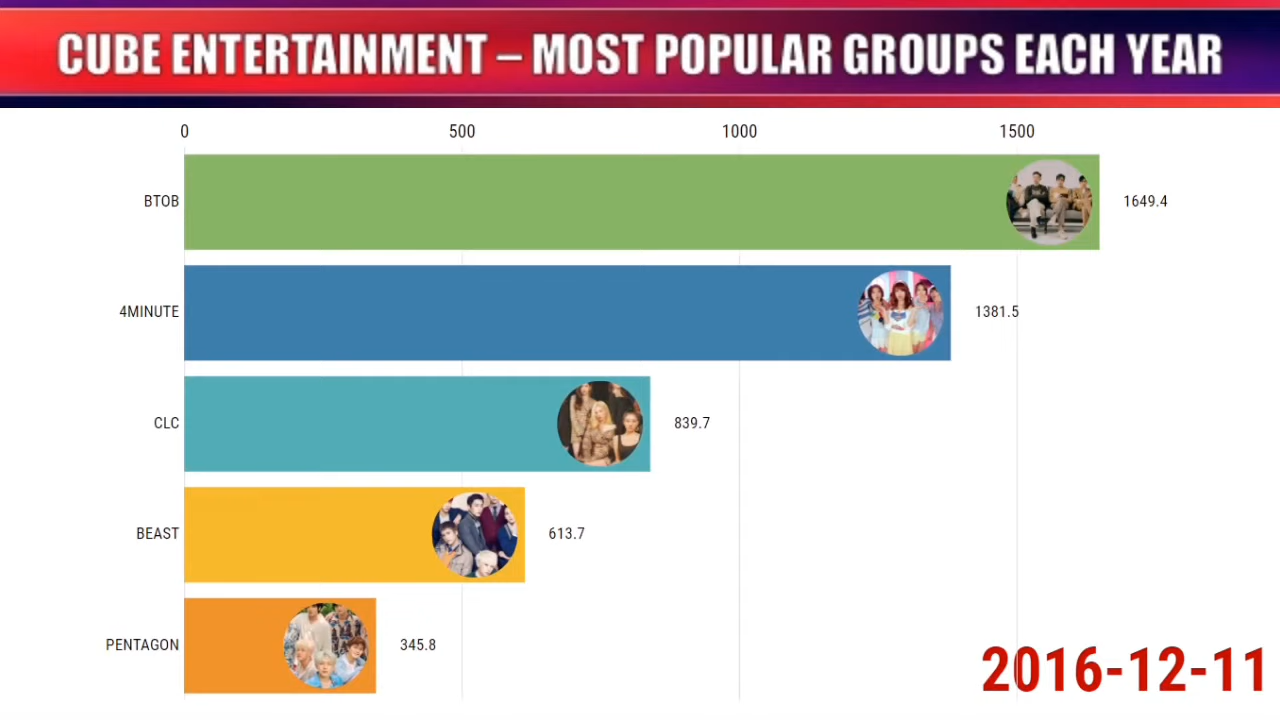 CUBE ENTERTAINMENT – MOST POPULAR GROUPS EACH YEAR
0 500 1000 1500
BTOB 1649.4
4MINUTE 1381.5
CLC 839.7
BEAST 613.7
PENTAGON 345.8
2016-12-11